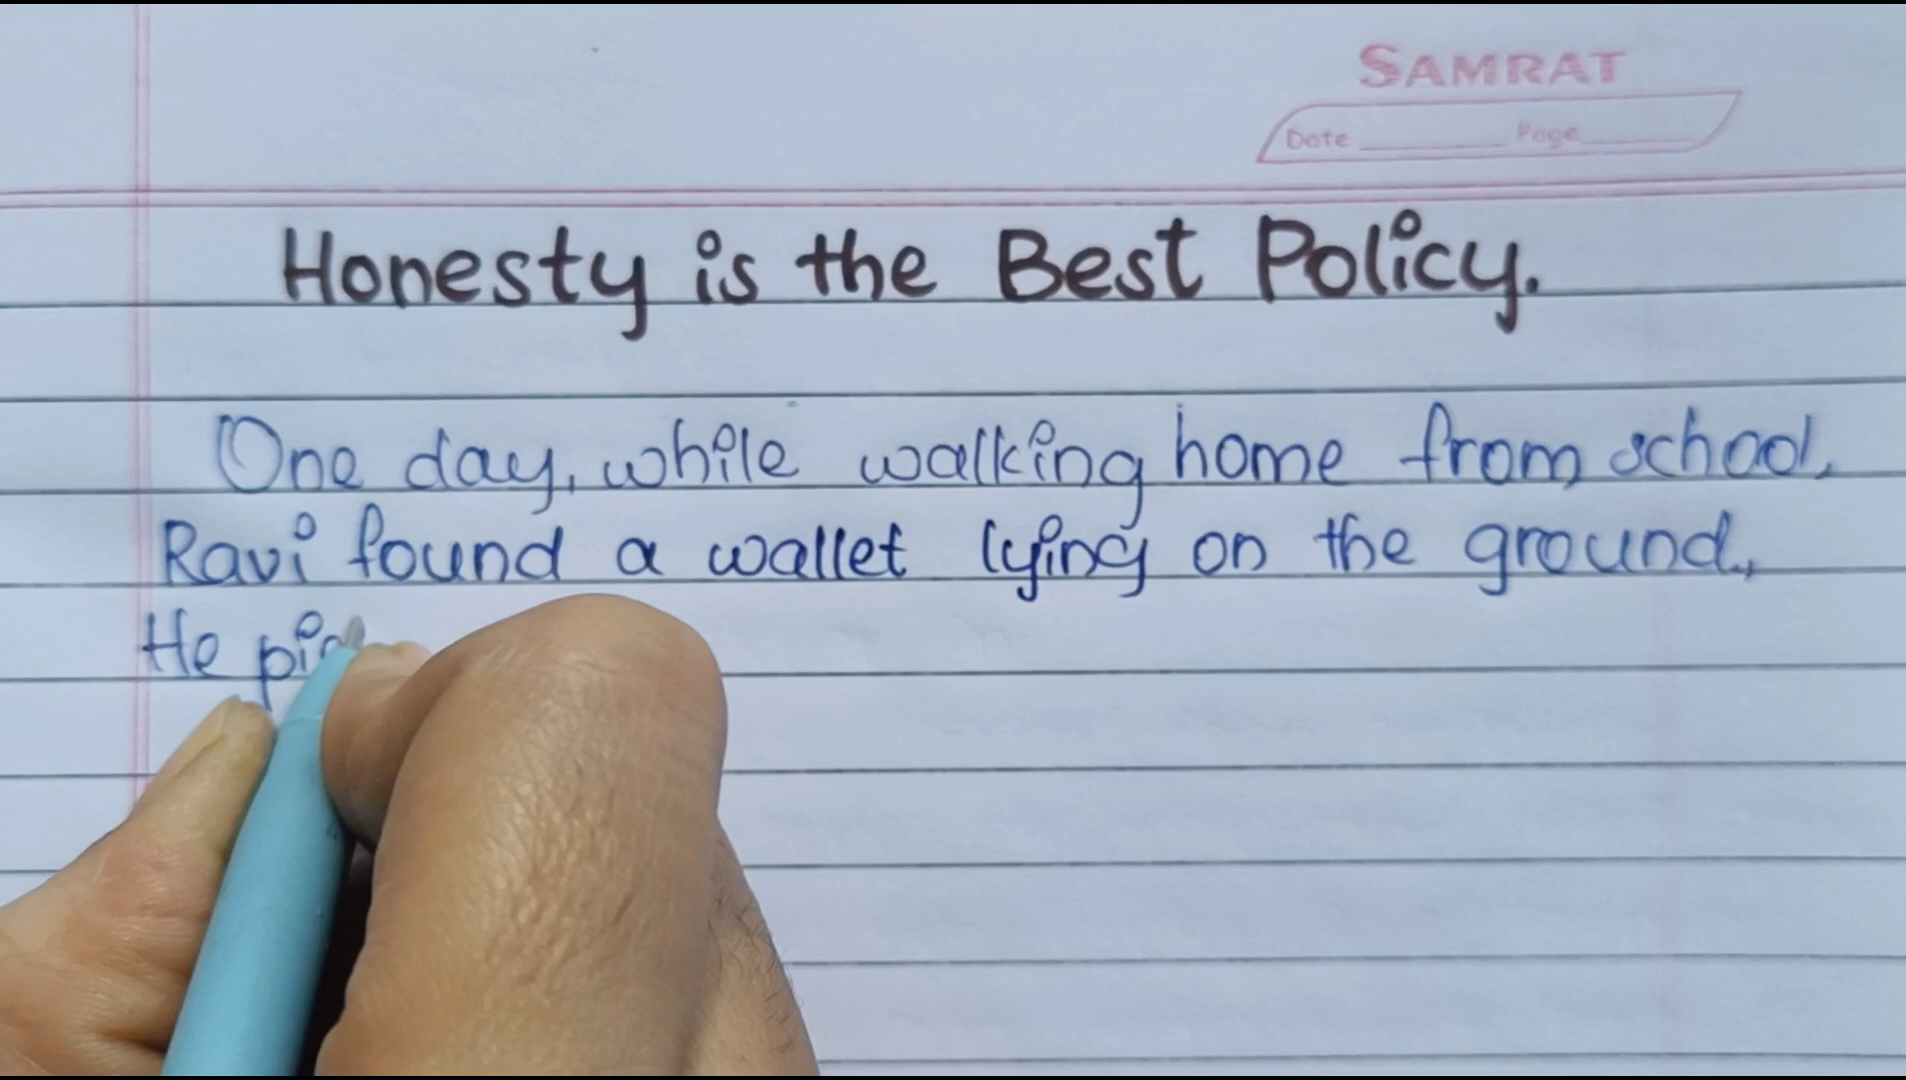 SAMRAT
Date Page
Honesty is the Best Policy.
One day, while walking home from school,
Ravi found a wallet lying on the ground,
He